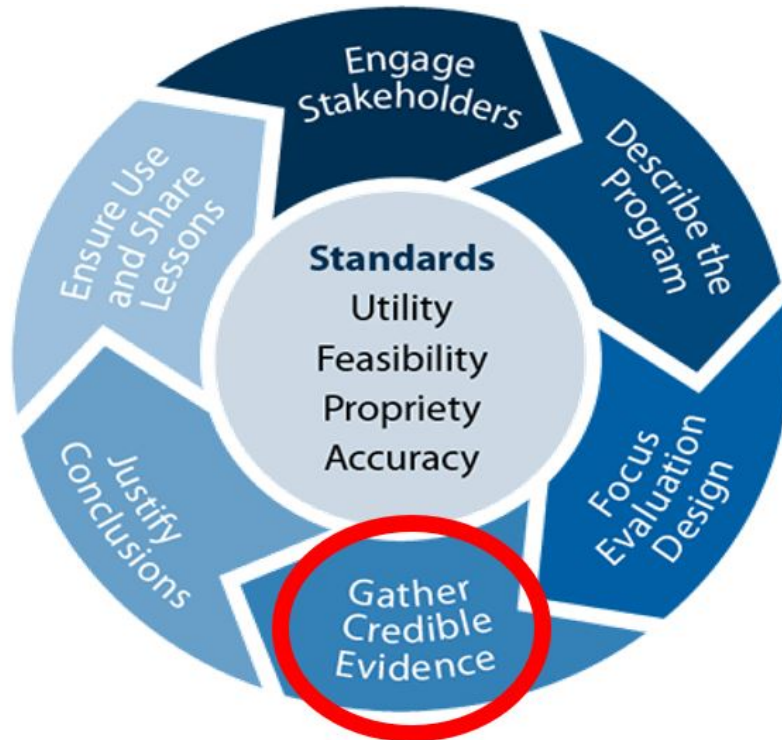 Engage
Stakeholders
Describe the
Program
Focus
Evaluation
Design
Gather
Credible
Evidence
Justify
Conclusions
Ensure Use
and Share
Lessons
Standards
Utility
Feasibility
Propriety
Accuracy